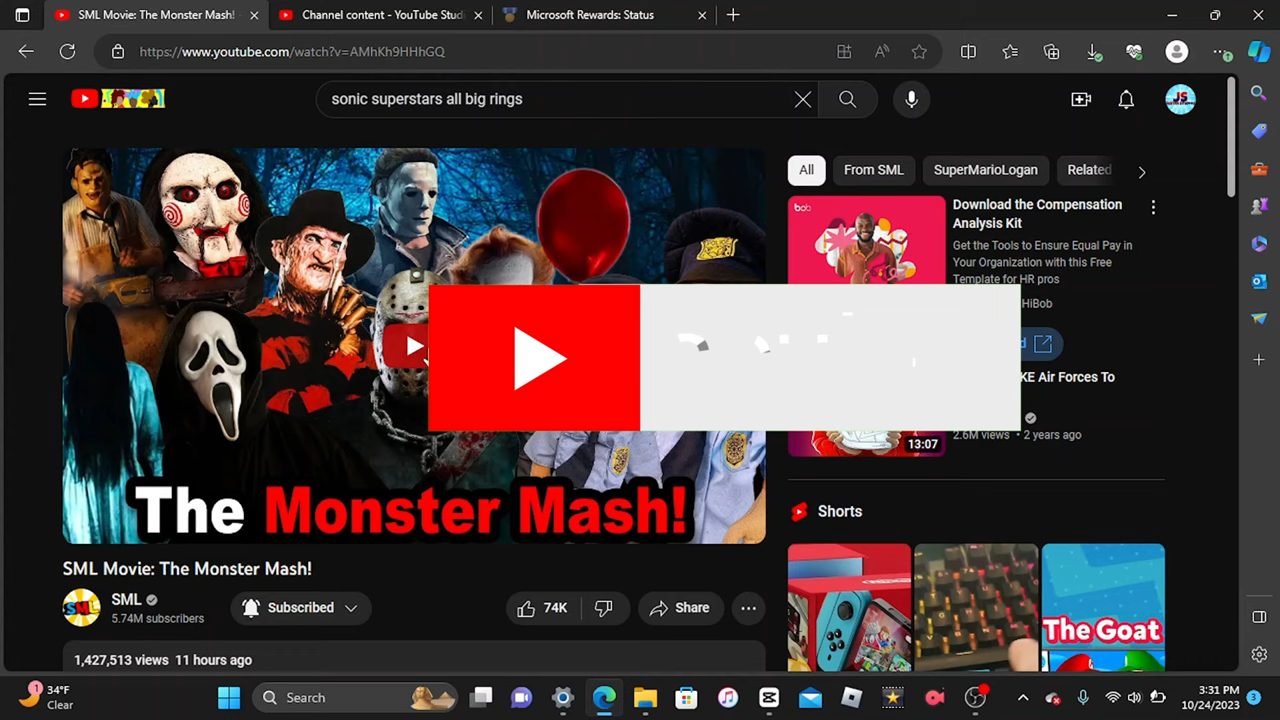 SML Movie: The Monster Mash! -
Channel content - YouTube Studi
Microsoft Rewards: Status
https://www.youtube.com/watch?v=AMhKh9HHhGQ
sonic superstars all big rings
JS
All
From SML
SuperMarioLogan
Related
bob
Download the Compensation
Analysis Kit
Get the Tools to Ensure Equal Pay in
Your Organization with this Free
Template for HR pros
HiBob
KE Air Forces To
2.6M views • 2 years ago
13:07
POLICE
The Monster Mash!
Shorts
The Goat
SML Movie: The Monster Mash!
SML
SML
5.74M subscribers
Subscribed
74K
Share
1,427,513 views 11 hours ago
1
34°F
Clear
Search
3:31 PM
10/24/2023
3